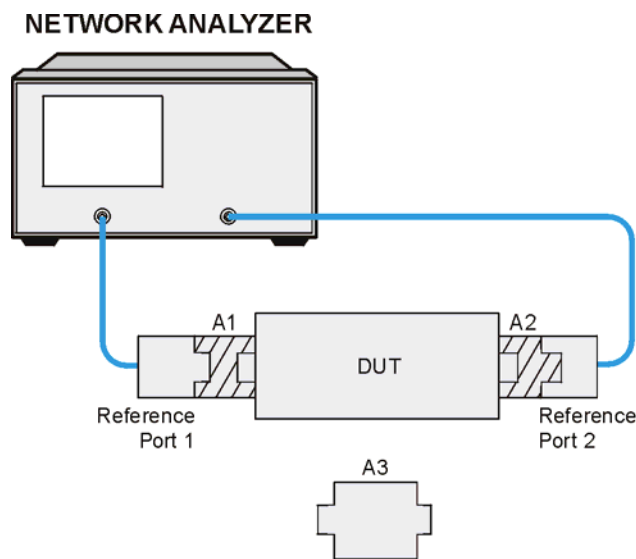 NETWORK ANALYZER
A1
A2
DUT
Reference
Port 1
Reference
Port 2
A3